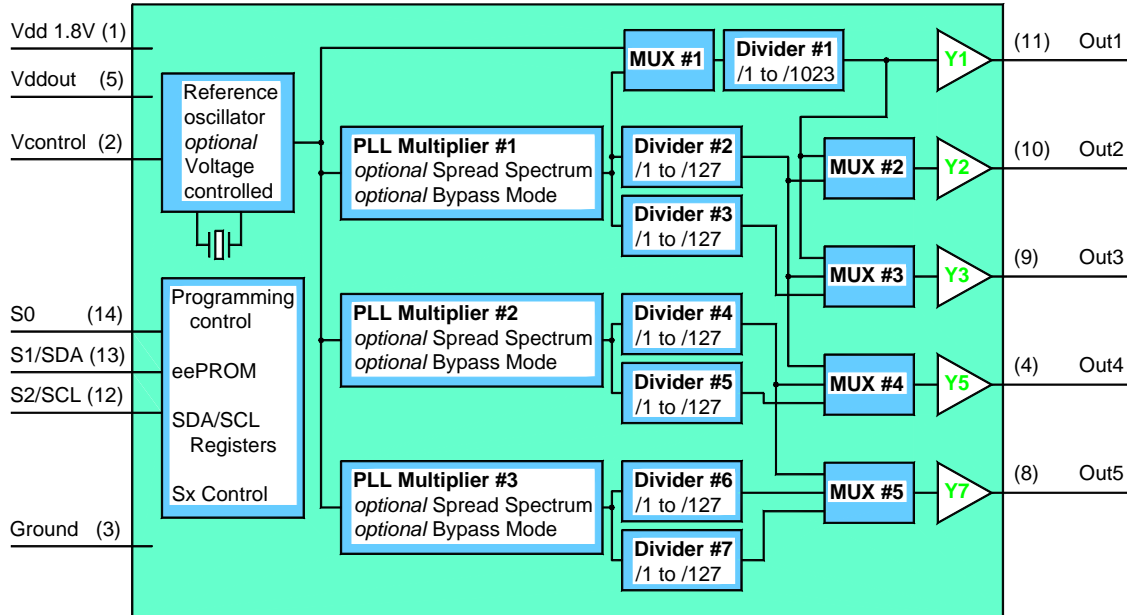 Vdd 1.8V (1)
Vddout (5)
Vcontrol (2)
S0 (14)
S1/SDA (13)
S2/SCL (12)
Ground (3)
Reference
oscillator
optional
Voltage
controlled
Programming
control
eePROM
SDA/SCL
Registers
Sx Control
PLL Multiplier #1
optional Spread Spectrum
optional Bypass Mode
PLL Multiplier #2
optional Spread Spectrum
optional Bypass Mode
PLL Multiplier #3
optional Spread Spectrum
optional Bypass Mode
MUX #1
Divider #1
/1 to /1023
Divider #2
/1 to /127
Divider #3
/1 to /127
Divider #4
/1 to /127
Divider #5
/1 to /127
Divider #6
/1 to /127
Divider #7
/1 to /127
MUX #2
MUX #3
MUX #4
MUX #5
Y1
Y2
Y3
Y5
Y7
(11) Out1
(10) Out2
(9) Out3
(4) Out4
(8) Out5